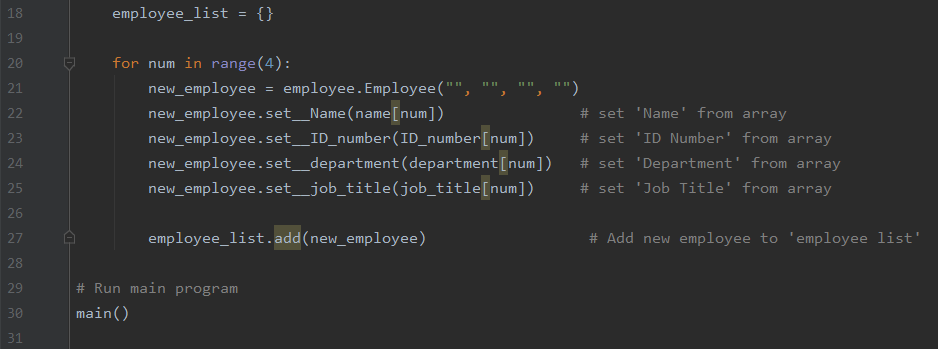 18 employee_list = {}
19
20 for num in range(4):
21 new_employee = employee.Employee("", "", "", "")
22 new_employee.set__Name(name[num]) # set 'Name' from array
23 new_employee.set__ID_number(ID_number[num]) # set 'ID Number' from array
24 new_employee.set__department(department[num]) # set 'Department' from array
25 new_employee.set__job_title(job_title[num]) # set 'Job Title' from array
26
27 employee_list.add(new_employee) # Add new employee to 'employee list'
28
29 # Run main program
30 main()
31